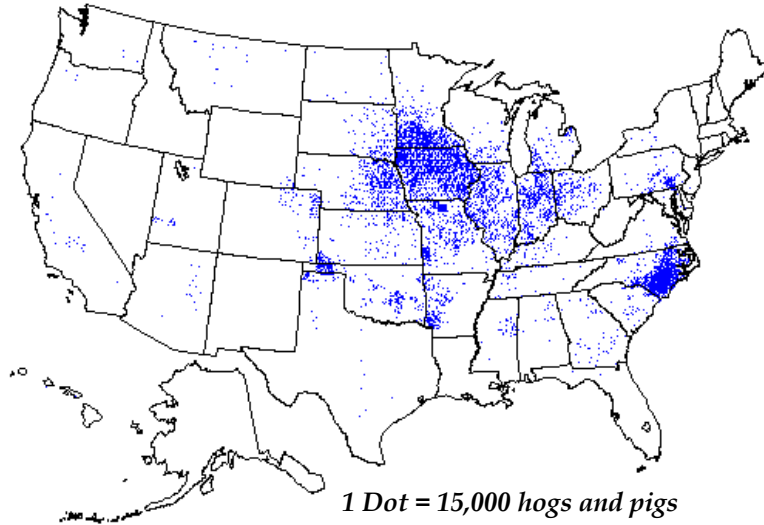 1 Dot = 15,000 hogs and pigs